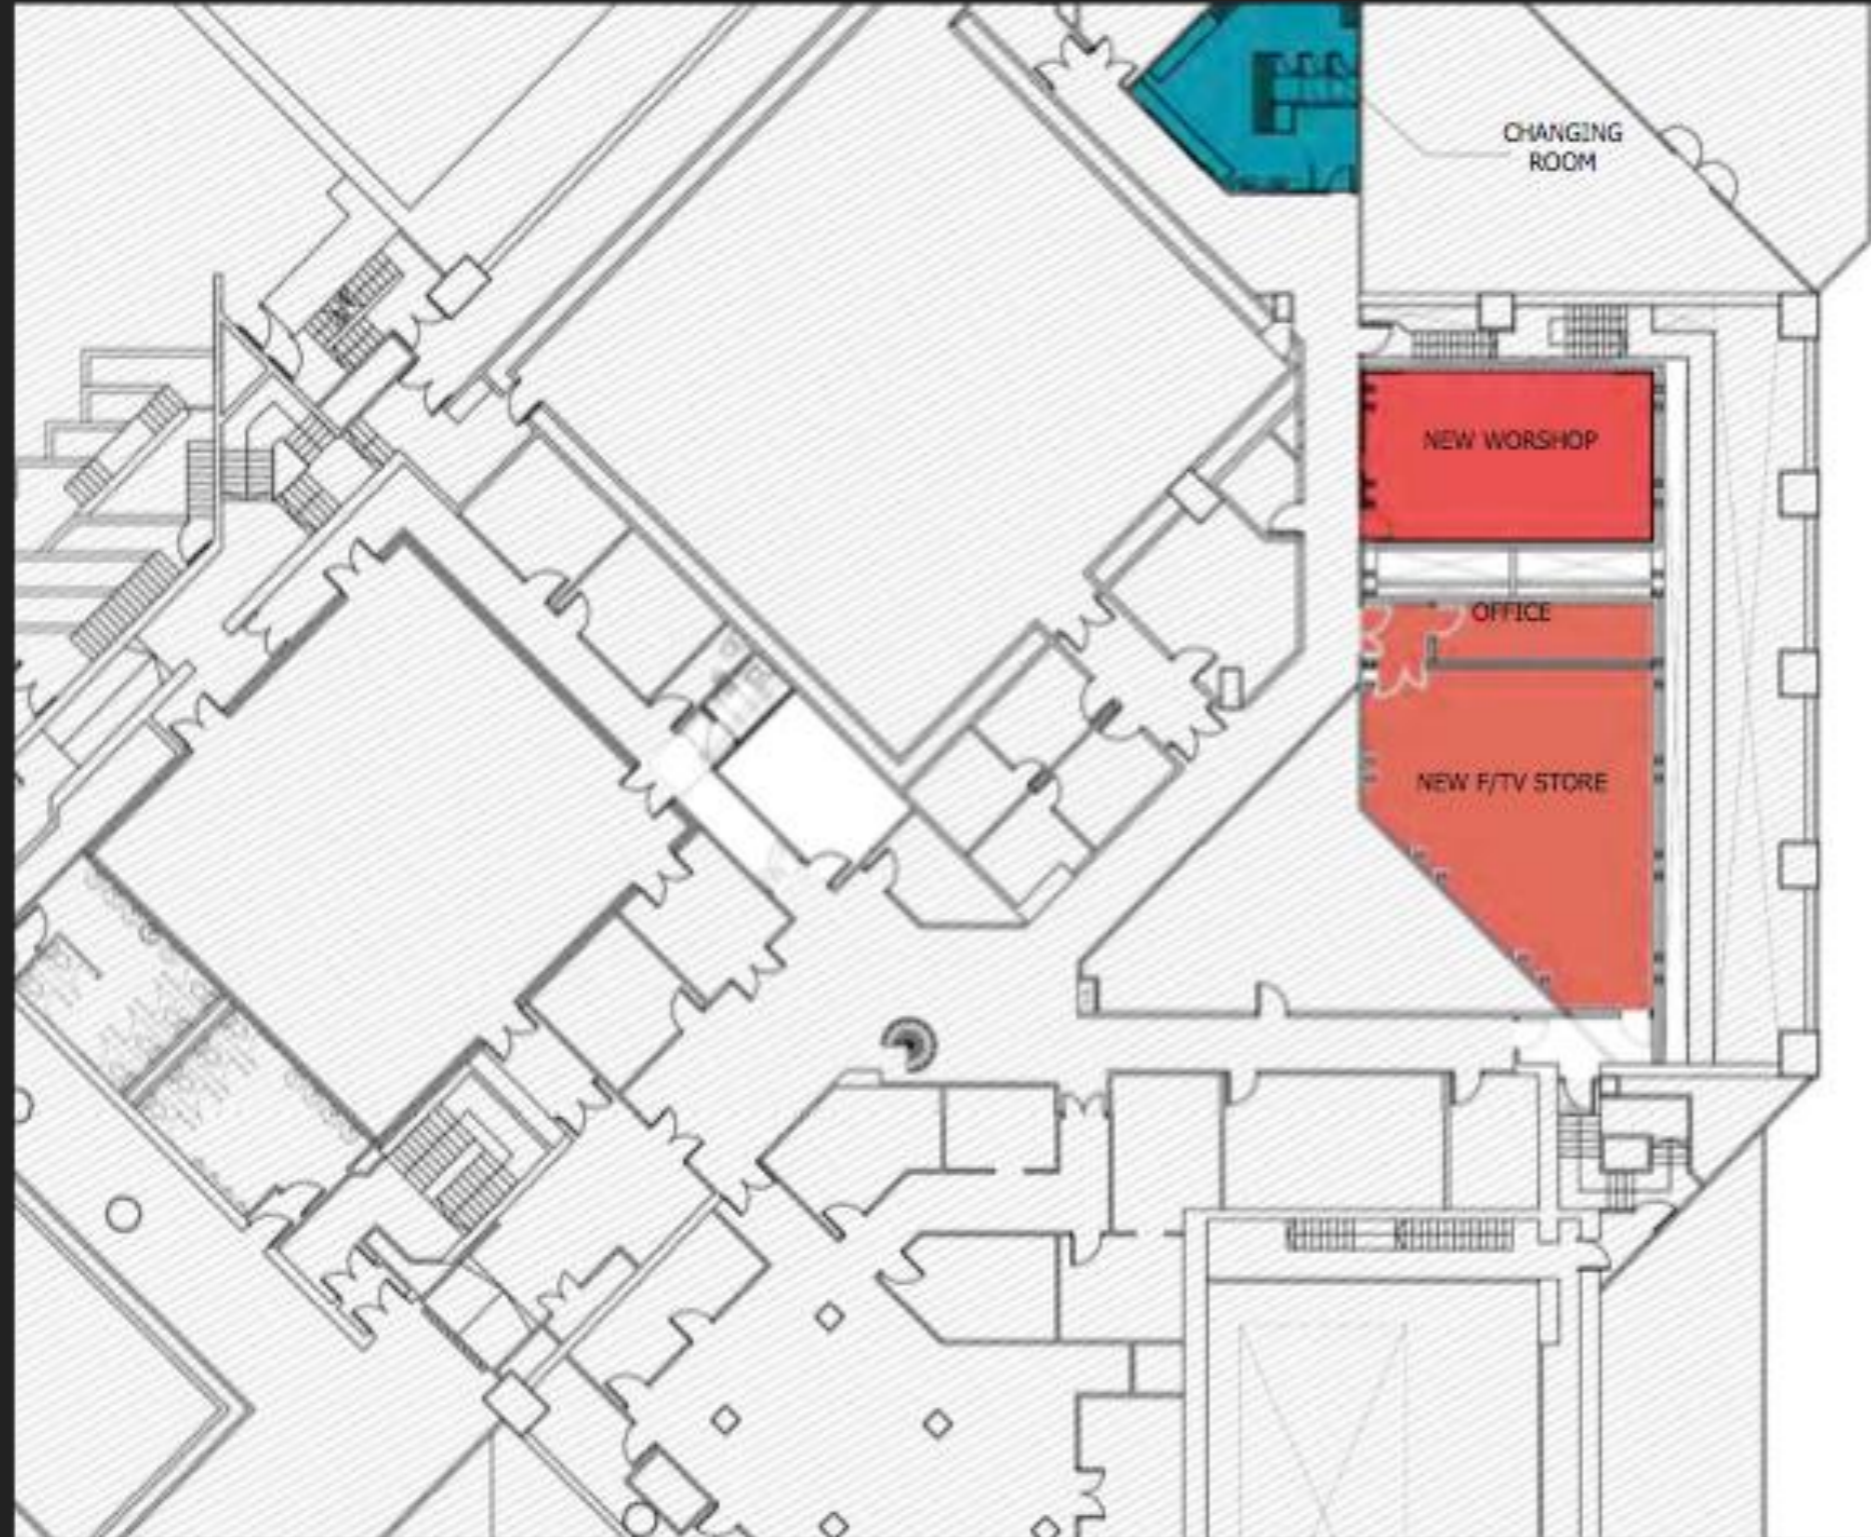 CHANGING
ROOM
NEW WORSHOP
OFFICE
NEW F/TV STORE